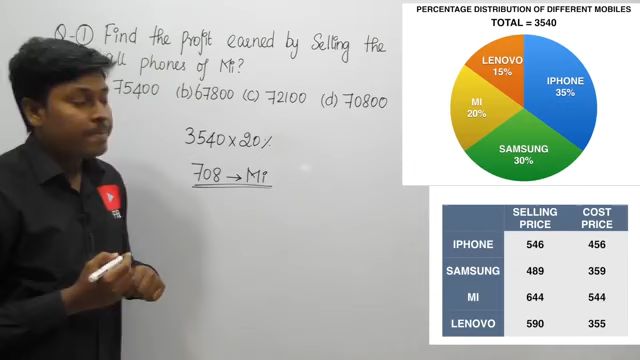 Q-① Find the Profit earned by Selling the
all phones of Mi?
75400 (b) 67800 (c) 72100 (d) 70800
3540 x 20%
708 → Mi
PERCENTAGE DISTRIBUTION OF DIFFERENT MOBILES
TOTAL = 3540
LENOVO
15%
IPHONE
35%
MI
20%
SAMSUNG
30%
SELLING PRICE COST PRICE
IPHONE 546 456
SAMSUNG 489 359
MI 644 544
LENOVO 590 355